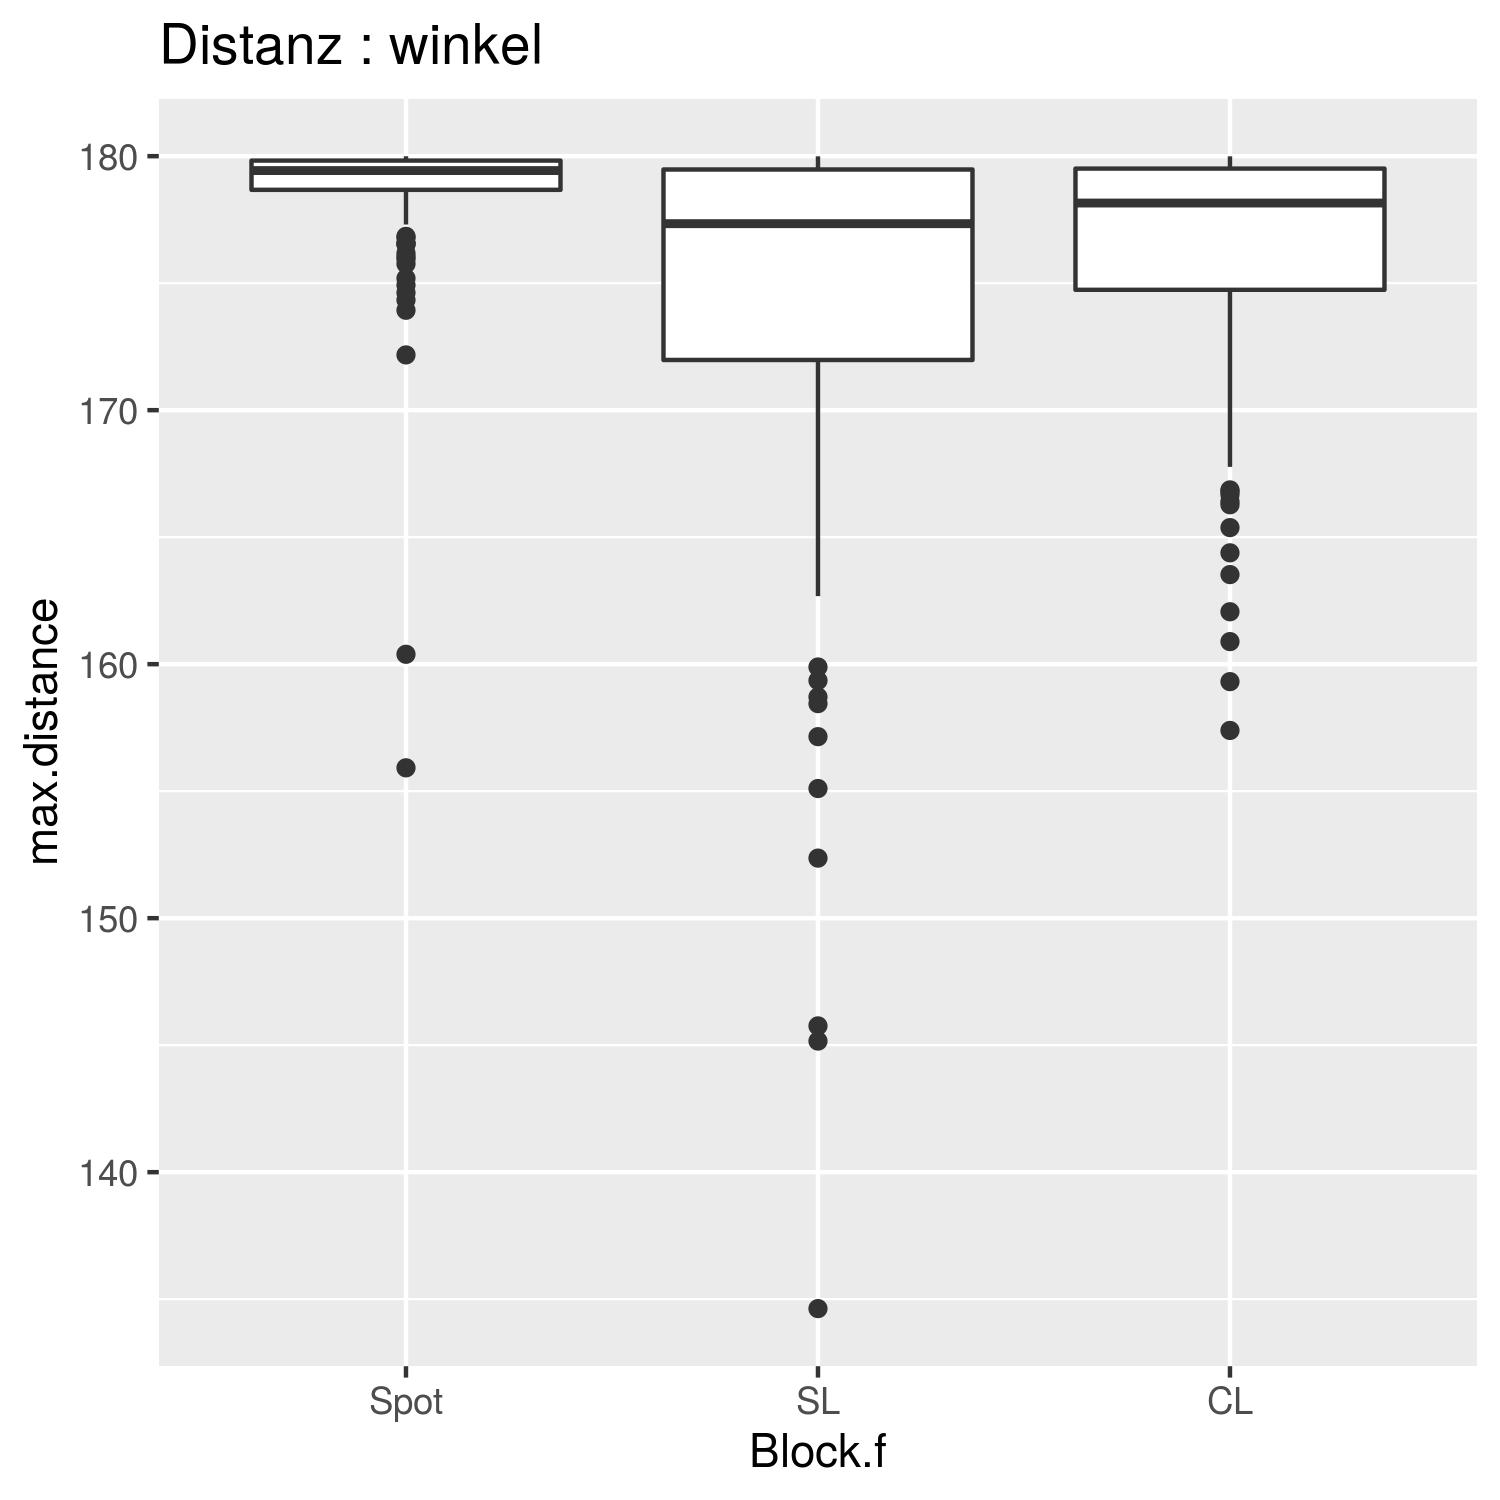 Distanz : winkel
180
170
160
150
140
max.distance
Spot SL CL
Block.f